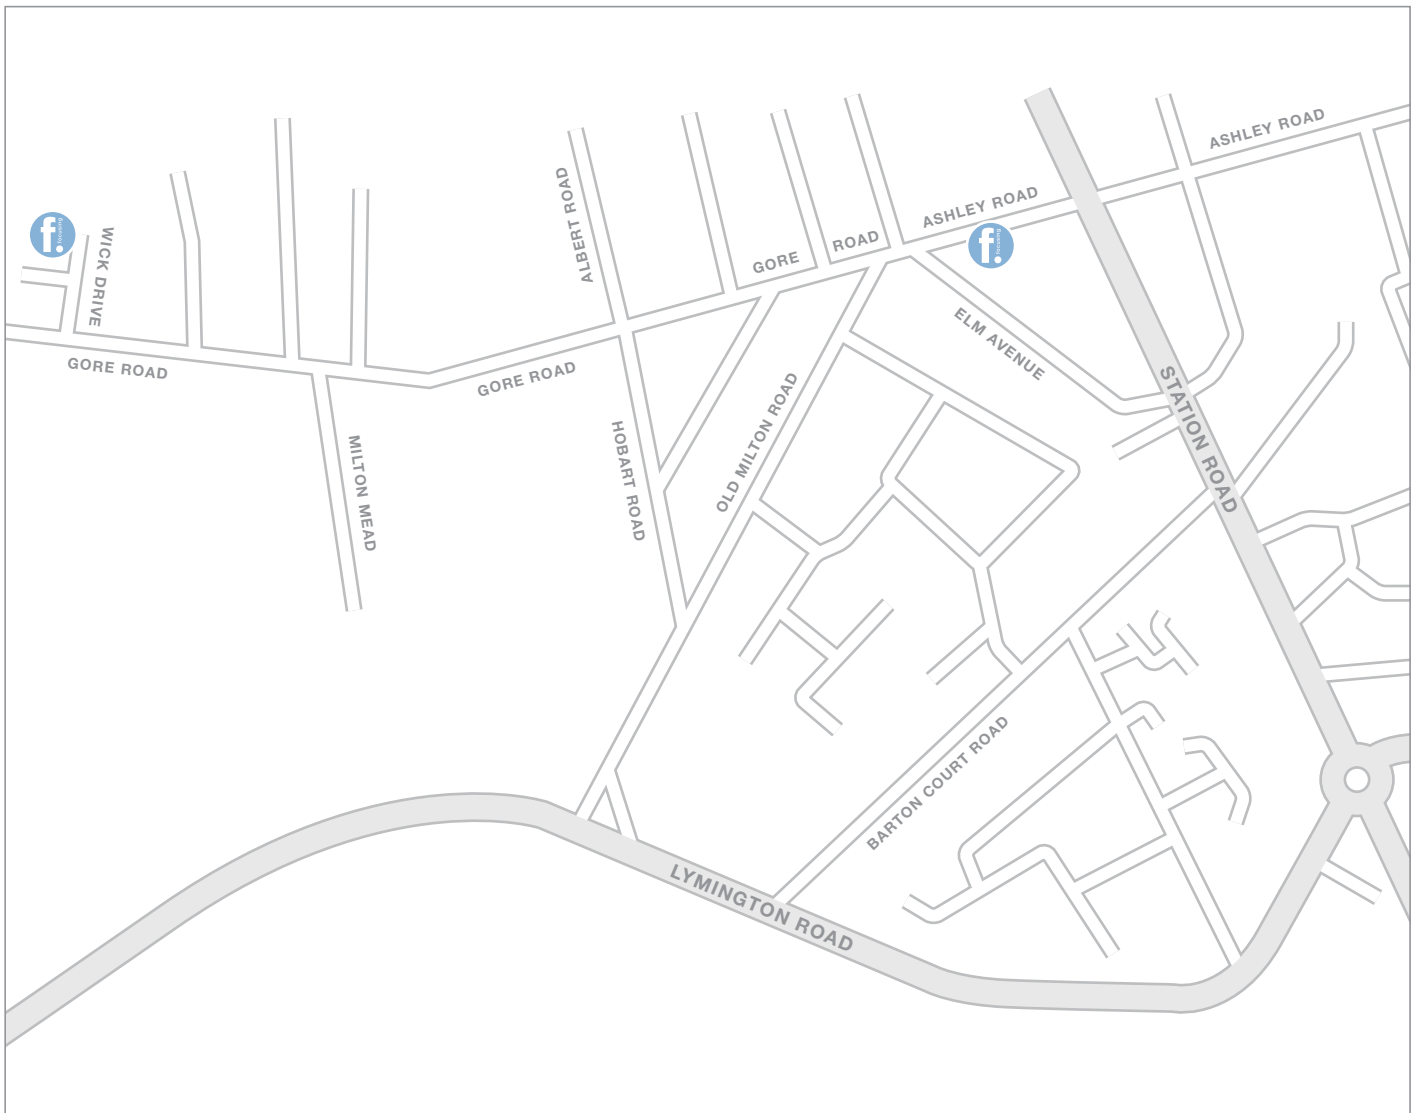 ASHLEY ROAD
ASHLEY ROAD
ALBERT ROAD
f.
WICK DRIVE
GORE
ROAD
f.
GORE ROAD
GORE ROAD
ELM AVENUE
OLD MILTON ROAD
STATION ROAD
HOBART ROAD
MILTON MEAD
BARTON COURT ROAD
LYMINGTON ROAD